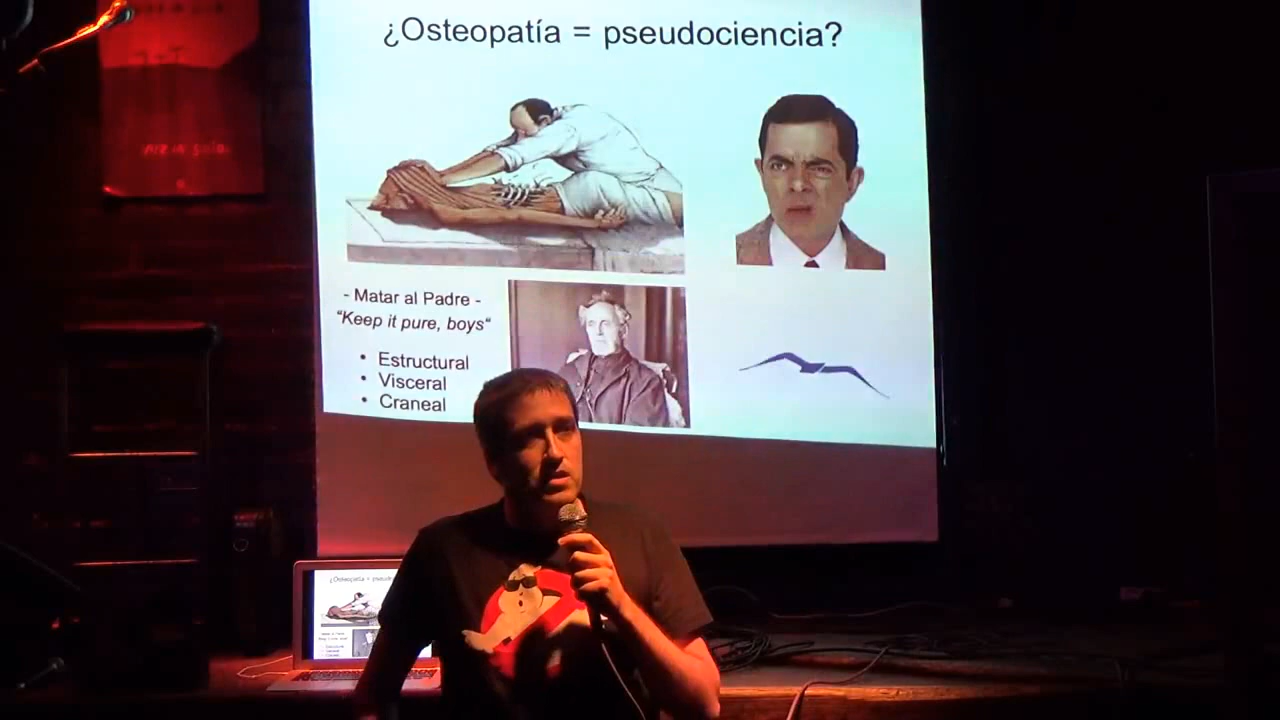 ¿Osteopatía = pseudociencia?
- Matar al Padre -
"Keep it pure, boys"
• Estructural
• Visceral
• Craneal